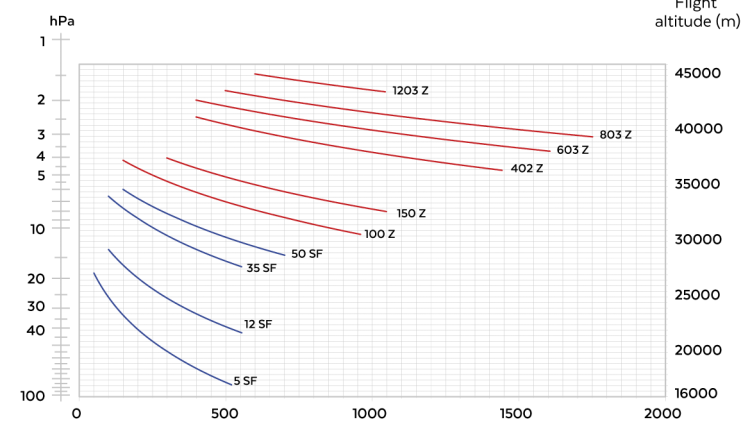 Flight
hPa
altitude (m)
1
45000
1203 Z
2
803 Z
40000
3
603 Z
4
402 Z
5
35000
150 Z
10
100 Z
30000
50 SF
35 SF
20
25000
30
12 SF
40
20000
5 SF
100
16000
0
500
1000
1500
2000